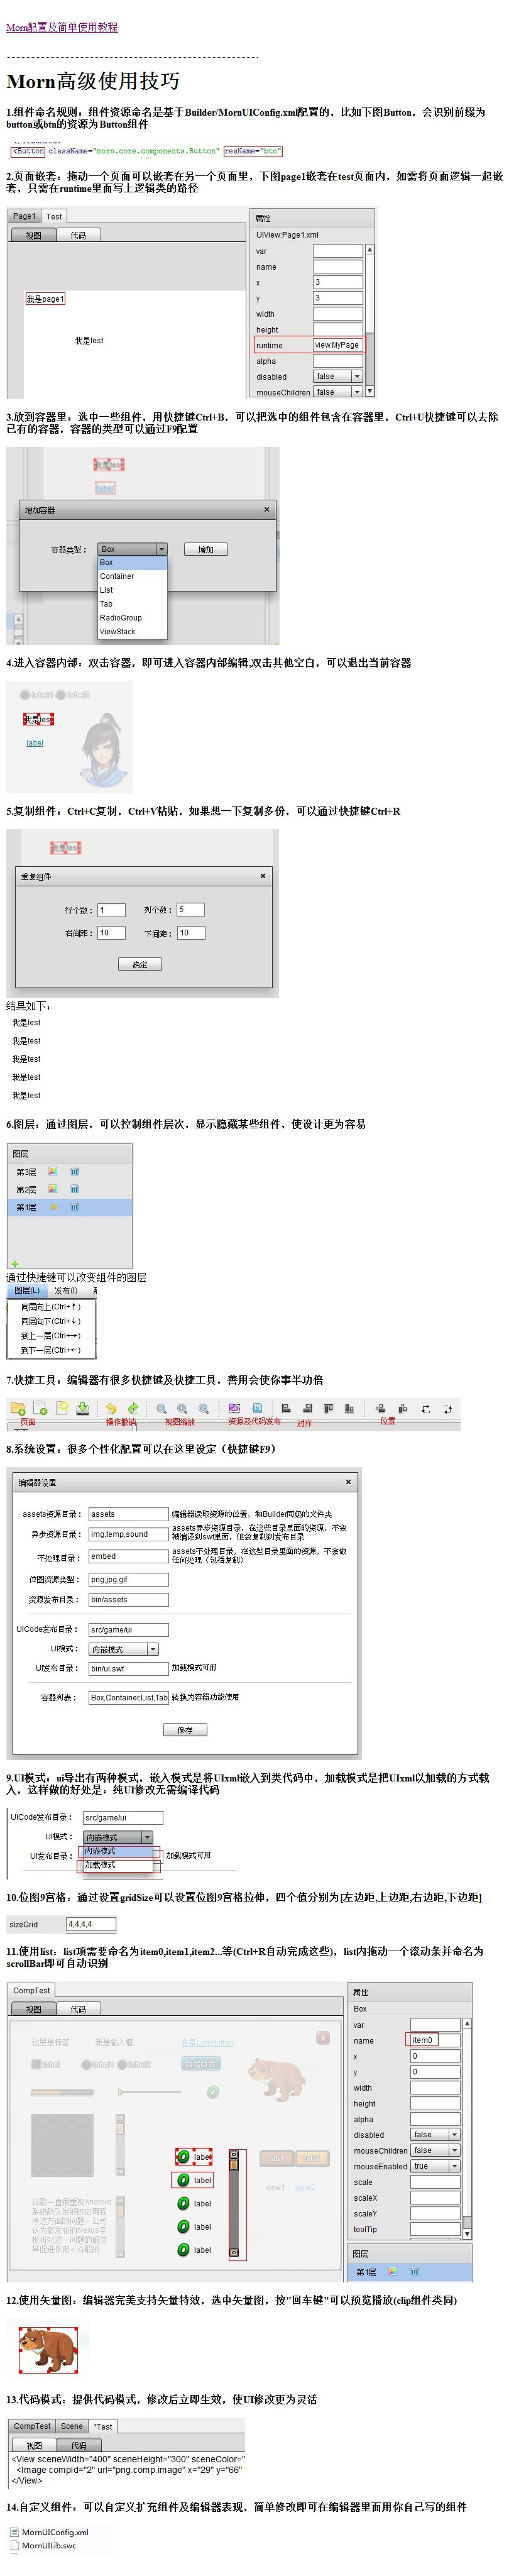 Morn配置及简单使用教程
Morn高级使用技巧
1.组件命名规则：组件资源命名是基于Builder/MornUIConfig.xml配置的，比如下图Button，会识别前缀为
button或btn的资源为Button组件
<Button className="morn.core.components.Button" resName="btn"
2.页面嵌套：拖动一个页面可以嵌套在另一个页面里，下图page1嵌套在test页面内，如需将页面逻辑一起嵌
套，只需在runtime里面写上逻辑类的路径
Page1 Test
视图 代码
我是page1
我是test
属性
UIView:Page1.xml
var
name
x 3
y 3
width
height
runtime view.MyPage
alpha
disabled false
mouseChildren false
3.放到容器里：选中一些组件，用快捷键Ctrl+B，可以把选中的组件包含在容器里，Ctrl+U快捷键可以去除
已有的容器，容器的类型可以通过F9配置
我是test
label
增加容器 ×
容器类型： Box 增加
Box
Container
List
Tab
RadioGroup
ViewStack
4.进入容器内部：双击容器，即可进入容器内部编辑,双击其他空白，可以退出当前容器
label1 label2
我是tes
label
5.复制组件：Ctrl+C复制，Ctrl+V粘贴，如果想一下复制多份，可以通过快捷键Ctrl+R
我是test
重复组件 ×
行个数： 1 列个数： 5
右间距： 10 下间距： 10
确定
结果如下：
我是test
我是test
我是test
我是test
我是test
6.图层：通过图层，可以控制组件层次，显示隐藏某些组件，使设计更为容易
图层
第3层
第2层
第1层
通过快捷键可以改变组件的图层
图层(L) 发布(I)
同层向上(Ctrl+↑)
同层向下(Ctrl+↓)
到上一层(Ctrl+→)
到下一层(Ctrl+←)
7.快捷工具：编辑器有很多快捷键及快捷工具，善用会使你事半功倍
页面 操作撤销 视图缩放 资源及代码发布 对齐 位置
8.系统设置：很多个性化配置可以在这里设定（快捷键F9）
编辑器设置 ×
assets资源目录： assets 编辑器读取资源的位置，和Builder同级的文件夹
异步资源目录： img,temp,sound assets异步资源目录，在这些目录里面的资源，不会
被编译到swf里面，但会复制到发布目录
不处理目录： embed assets不处理目录，在这些目录里面的资源，不会做
任何处理（包括复制）
位图资源类型： png,jpg,gif
资源发布目录： bin/assets
UICode发布目录： src/game/ui
UI模式： 内嵌模式
UI发布目录： bin/ui.swf 加载模式可用
容器列表： Box,Container,List,Tab 转换为容器功能使用
保存
9.UI模式：ui导出有两种模式，嵌入模式是将UIxml嵌入到类代码中，加载模式是把UIxml以加载的方式载
入，这样做的好处是：纯UI修改无需编译代码
UICode发布目录： src/game/ui
UI模式： 内嵌模式
内嵌模式
UI发布目录： 加载模式可用
加载模式
10.位图9宫格：通过设置gridSize可以设置位图9宫格拉伸，四个值分别为[左边距,上边距,右边距,下边距]
sizeGrid 4,4,4,4
11.使用list：list项需要命名为item0,item1,item2...等(Ctrl+R自动完成这些)，list内拖动一个滚动条并命名为
scrollBar即可自动识别
CompTest
视图 代码
这里是标签 我是输入框 我是LinkButton
label label1 label2
label
label
label
label
label
view1 view2
谷歌一直很重视Android
属性
Box
var
name item0
x 0
y 0
width
height
alpha
disabled false
mouseChildren false
mouseEnabled true
scale
scaleX
scaleY
toolTip
图层
第1层
12.使用矢量图：编辑器完美支持矢量特效，选中矢量图，按"回车键"可以预览播放(clip组件类同)
13.代码模式：提供代码模式，修改后立即生效，使UI修改更为灵活
CompTest Scene *Test
视图 代码
<View sceneWidth="400" sceneHeight="300" sceneColor="
<Image compId="2" url="png.comp.image" x="29" y="66"
</View>
14.自定义组件：可以自定义扩充组件及编辑器表现，简单修改即可在编辑器里面用你自己写的组件
MornUIConfig.xml
MornUILib.swc